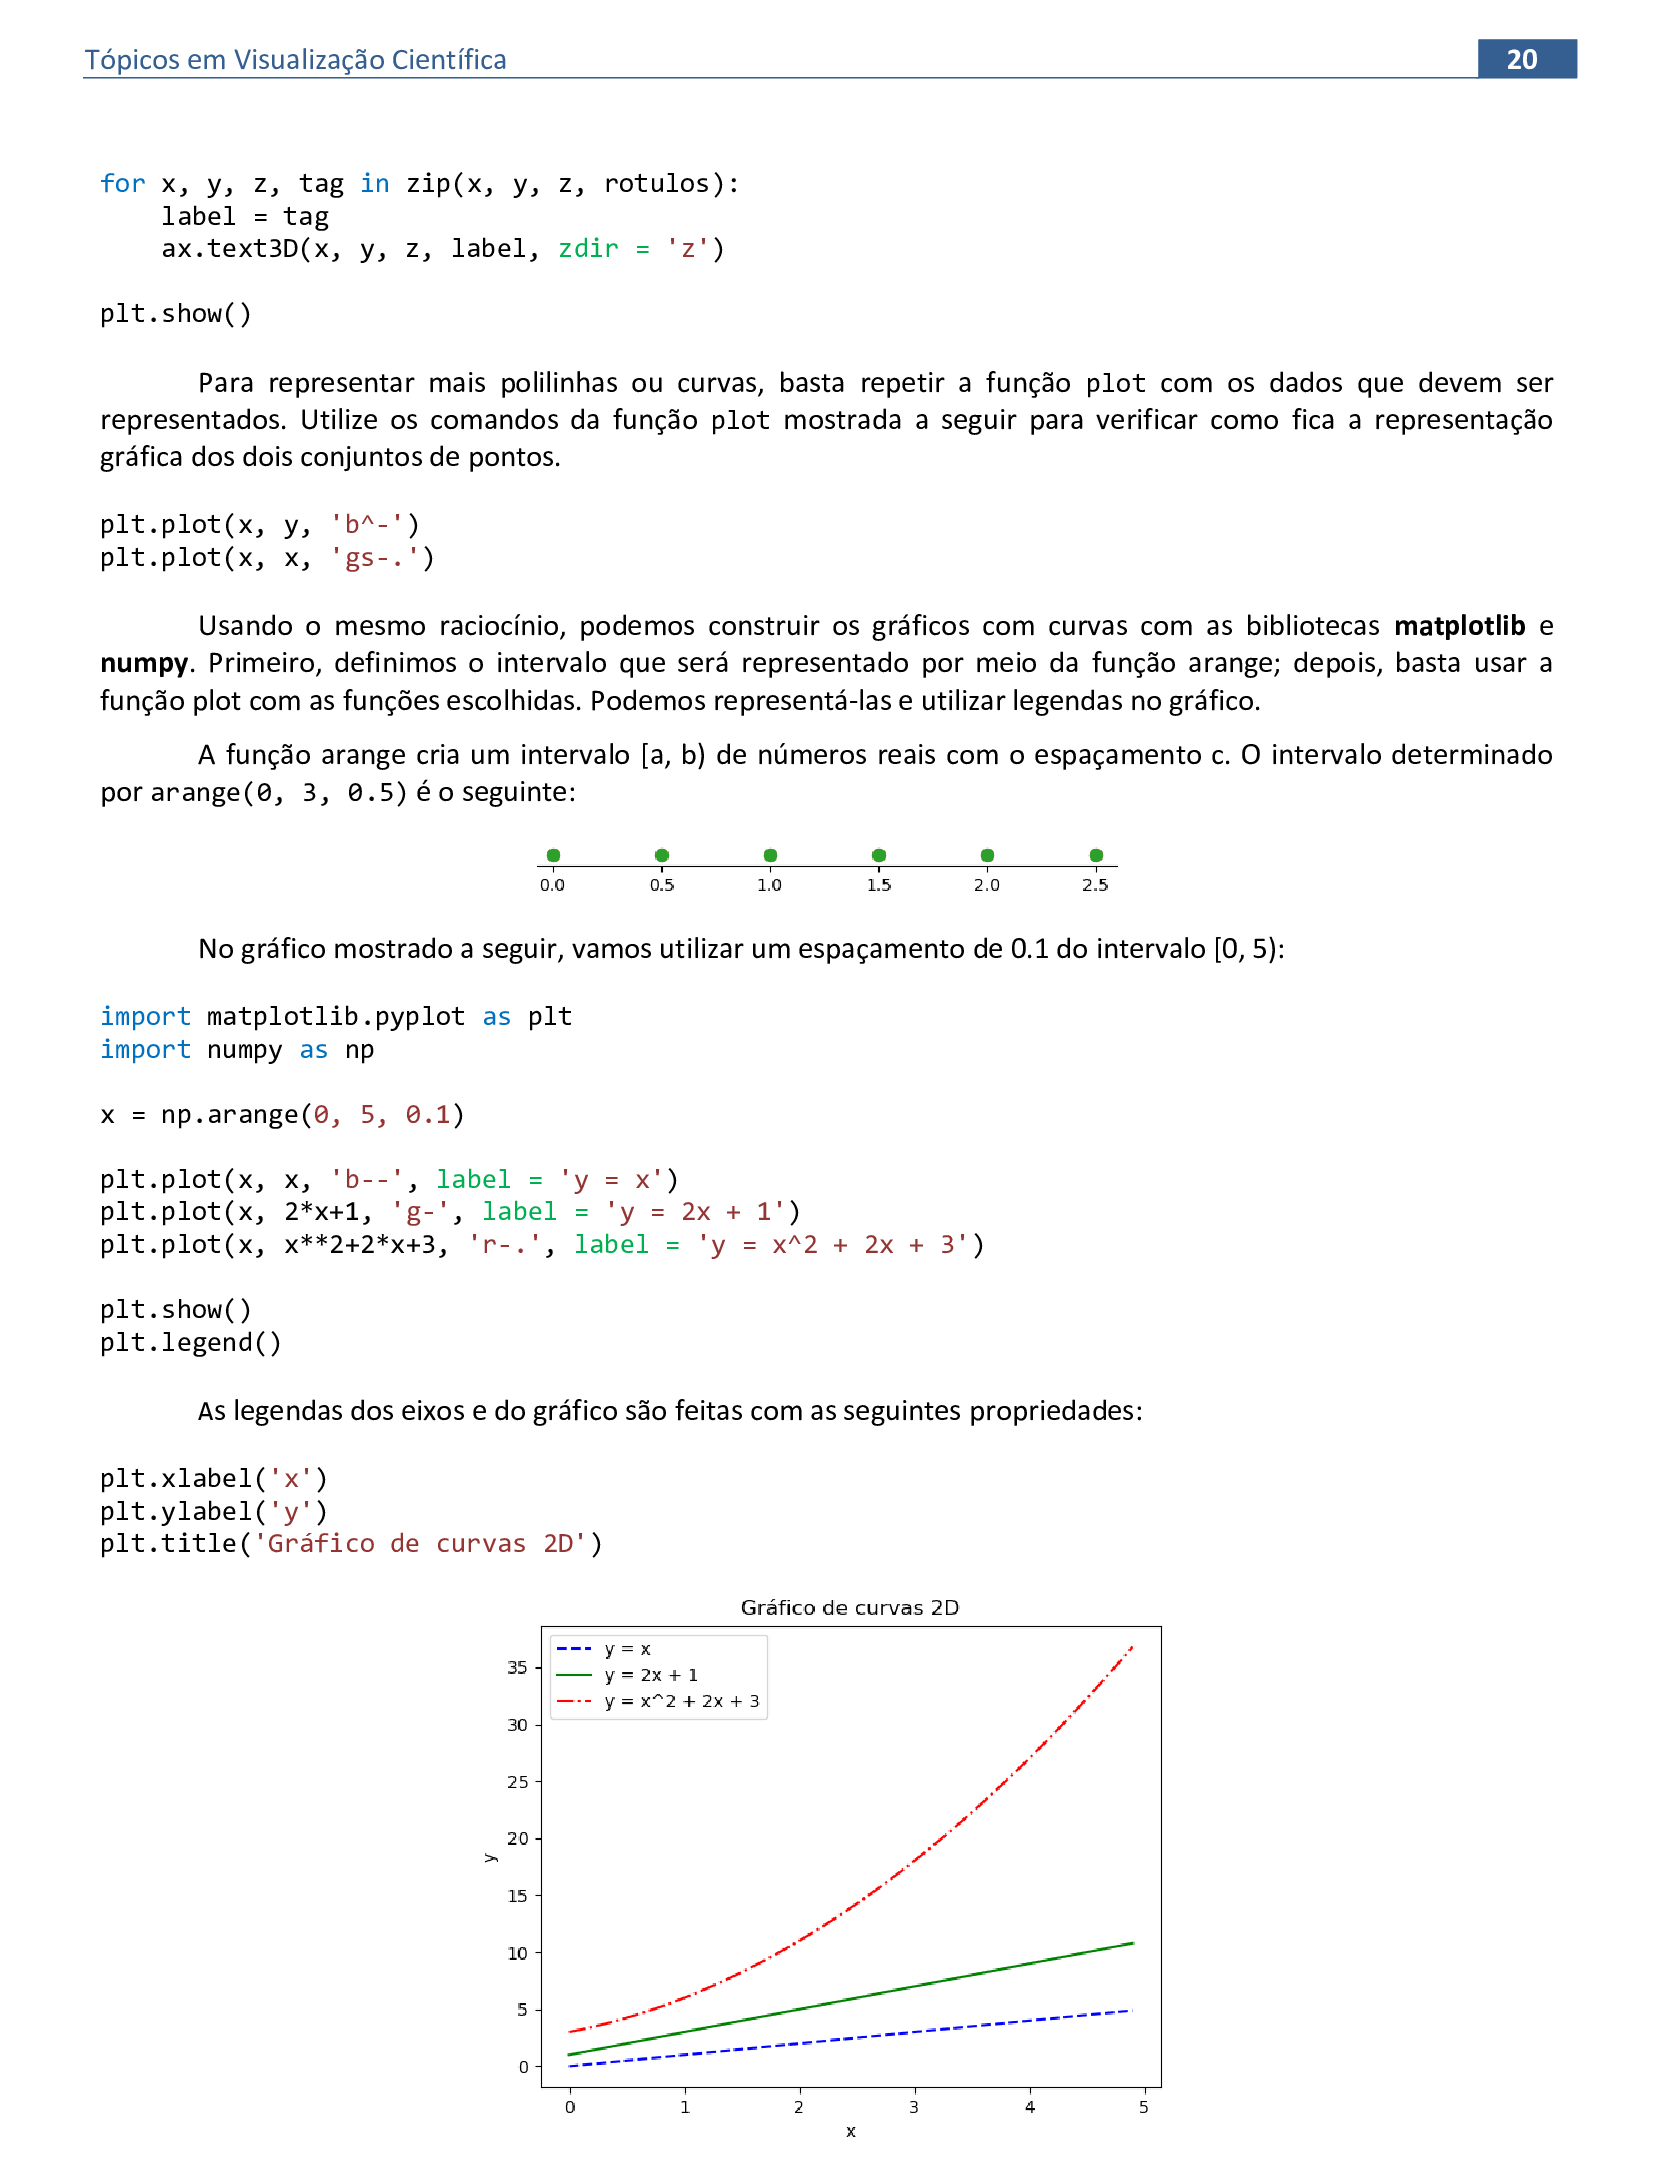 Tópicos em Visualização Científica 20
for x, y, z, tag in zip(x, y, z, rotulos):
    label = tag
    ax.text3D(x, y, z, label, zdir = 'z')
plt.show()
Para representar mais polilinhas ou curvas, basta repetir a função plot com os dados que devem ser
representados. Utilize os comandos da função plot mostrada a seguir para verificar como fica a representação
gráfica dos dois conjuntos de pontos.
plt.plot(x, y, 'b^-')
plt.plot(x, x, 'gs-.')
Usando o mesmo raciocínio, podemos construir os gráficos com curvas com as bibliotecas matplotlib e
numpy. Primeiro, definimos o intervalo que será representado por meio da função arange; depois, basta usar a
função plot com as funções escolhidas. Podemos representá-las e utilizar legendas no gráfico.
A função arange cria um intervalo [a, b) de números reais com o espaçamento c. O intervalo determinado
por arange(0, 3, 0.5) é o seguinte:
0.0 0.5 1.0 1.5 2.0 2.5
No gráfico mostrado a seguir, vamos utilizar um espaçamento de 0.1 do intervalo [0, 5):
import matplotlib.pyplot as plt
import numpy as np
x = np.arange(0, 5, 0.1)
plt.plot(x, x, 'b--', label = 'y = x')
plt.plot(x, 2*x+1, 'g-', label = 'y = 2x + 1')
plt.plot(x, x**2+2*x+3, 'r-.', label = 'y = x^2 + 2x + 3')
plt.show()
plt.legend()
As legendas dos eixos e do gráfico são feitas com as seguintes propriedades:
plt.xlabel('x')
plt.ylabel('y')
plt.title('Gráfico de curvas 2D')
Gráfico de curvas 2D
y = x
y = 2x + 1
y = x^2 + 2x + 3
35
30
25
20
y
15
10
5
0
0 1 2 3 4 5
x